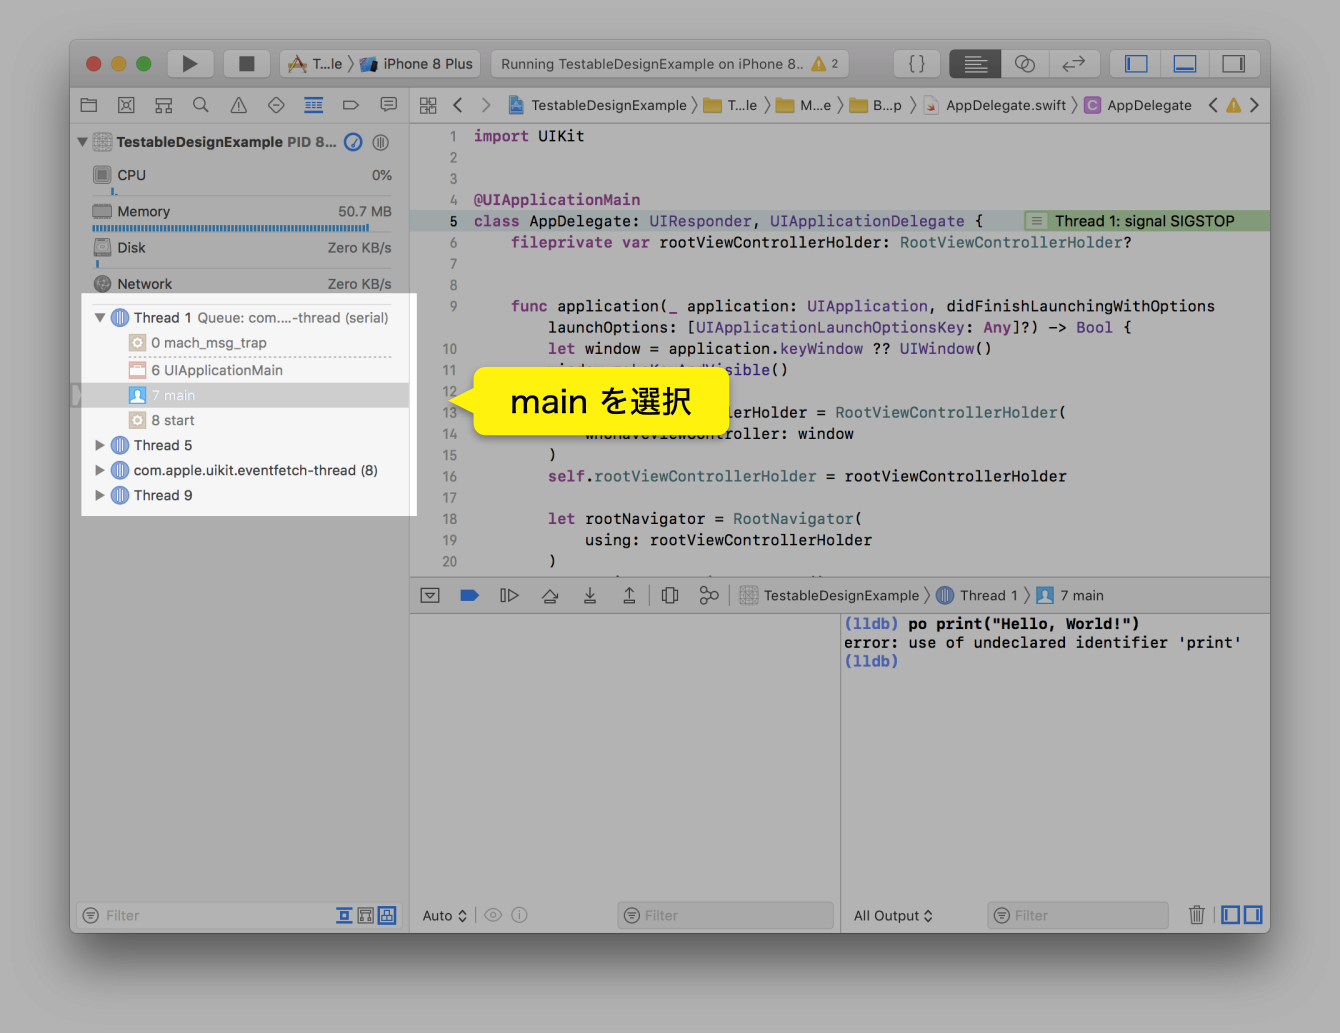 T...le 〉 iPhone 8 Plus
Running TestableDesignExample on iPhone 8..
2
{ }
TestableDesignExample 〉 T...le 〉 M...e 〉 B...p 〉 AppDelegate.swift 〉 C AppDelegate
TestableDesignExample PID 8...
CPU 0%
Memory 50.7 MB
Disk Zero KB/s
Network Zero KB/s
Thread 1 Queue: com....-thread (serial)
0 mach_msg_trap
6 UIApplicationMain
7 main
8 start
Thread 5
com.apple.uikit.eventfetch-thread (8)
Thread 9
main を選択
1 import UIKit
2
3
4 @UIApplicationMain
5 class AppDelegate: UIResponder, UIApplicationDelegate {
Thread 1: signal SIGSTOP
6 fileprivate var rootViewControllerHolder: RootViewControllerHolder?
7
8
9 func application(_ application: UIApplication, didFinishLaunchingWithOptions
launchOptions: [UIApplicationLaunchOptionsKey: Any]?) -> Bool {
10 let window = application.keyWindow ?? UIWindow()
11
12
13 lerHolder = RootViewControllerHolder(
14 : window
15 )
16 self.rootViewControllerHolder = rootViewControllerHolder
17
18 let rootNavigator = RootNavigator(
19 using: rootViewControllerHolder
20 )
TestableDesignExample 〉 Thread 1 〉 7 main
(lldb) po print("Hello, World!")
error: use of undeclared identifier 'print'
(lldb)
Filter
Auto
Filter
All Output
Filter